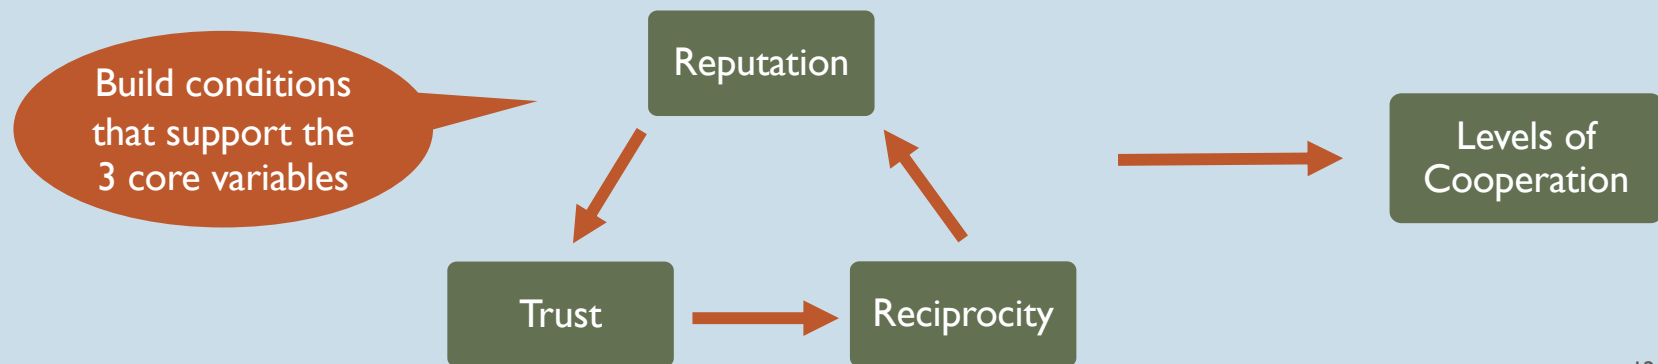 Build conditions
that support the
3 core variables
Reputation
Trust
Reciprocity
Levels of
Cooperation